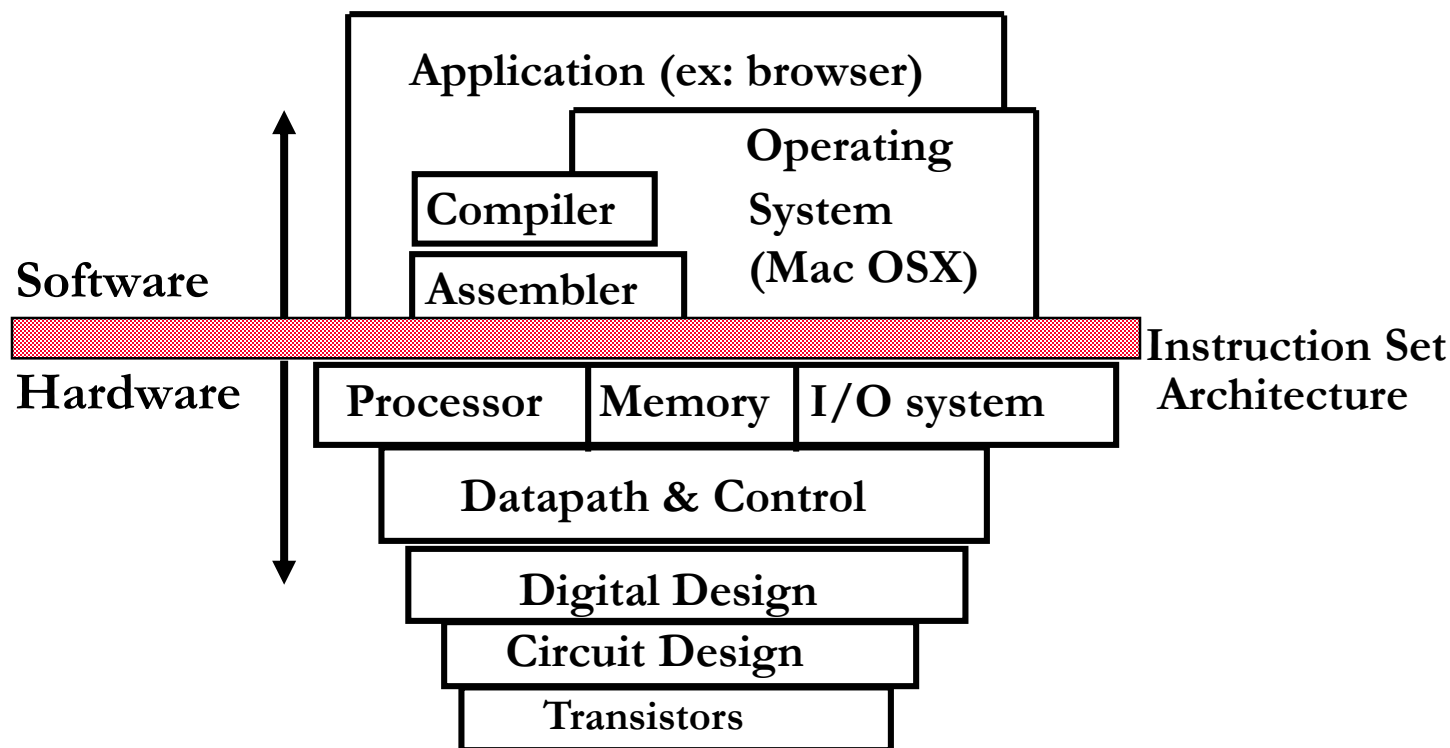 Application (ex: browser)
Operating
System
(Mac OSX)
Compiler
Assembler
Software
Hardware
Instruction Set
Architecture
Processor
Memory
I/O system
Datapath & Control
Digital Design
Circuit Design
Transistors